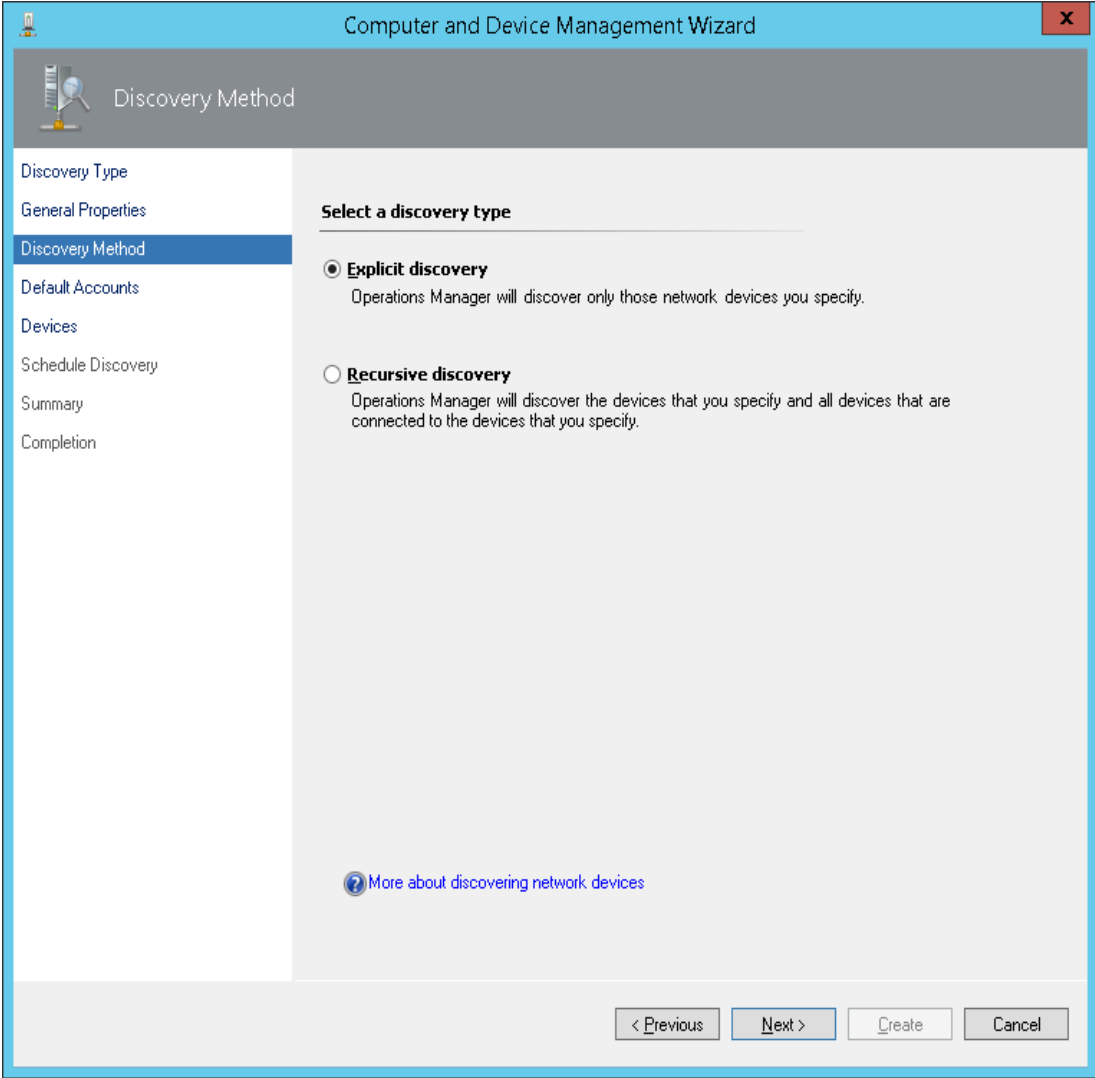 Computer and Device Management Wizard
x
Discovery Method
Discovery Type
General Properties
Discovery Method
Default Accounts
Devices
Schedule Discovery
Summary
Completion
Select a discovery type
Explicit discovery
Operations Manager will discover only those network devices you specify.
Recursive discovery
Operations Manager will discover the devices that you specify and all devices that are
connected to the devices that you specify.
? More about discovering network devices
< Previous
Next >
Create
Cancel